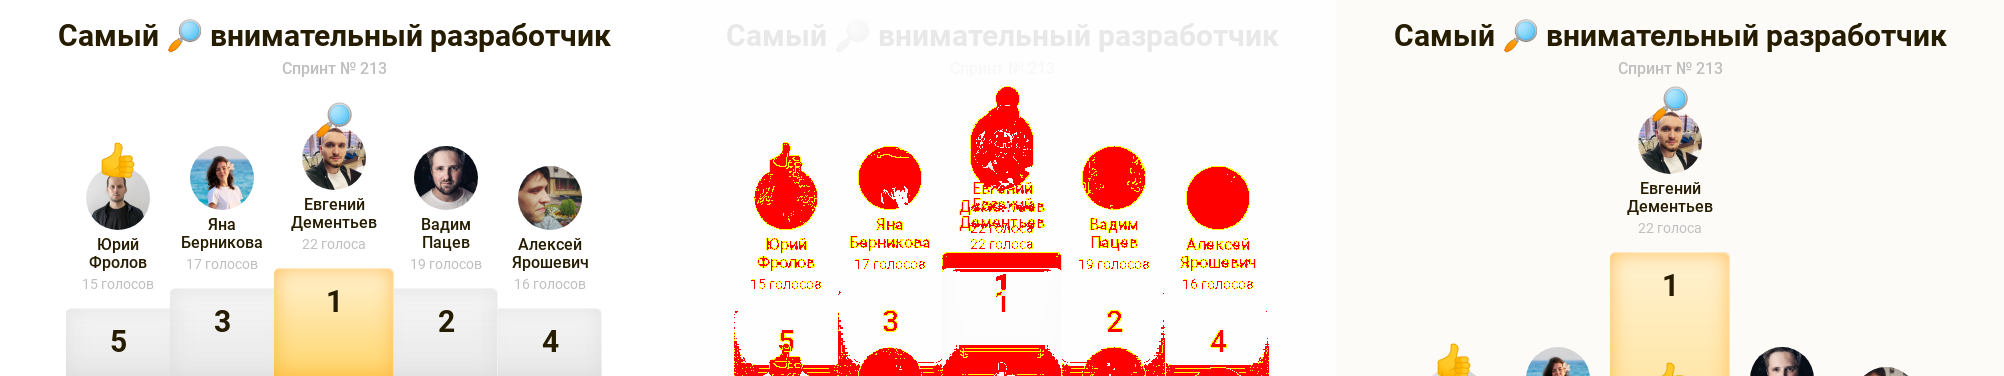 Самый 🔎 внимательный разработчик
Спринт № 213
Евгений
Дементьев
22 голоса
Яна
Берникова
17 голосов
Вадим
Пацев
19 голосов
Юрий
Фролов
15 голосов
Алексей
Ярошевич
16 голосов
1
3
2
5
4
Самый 🔎 внимательный разработчик
Спринт № 213
Евгений
Дементьев
22 голоса
Яна
Берникова
17 голосов
Вадим
Пацев
19 голосов
Юрий
Фролов
15 голосов
Алексей
Ярошевич
16 голосов
1
1
3
2
5
4
Самый 🔎 внимательный разработчик
Спринт № 213
Евгений
Дементьев
22 голоса
1